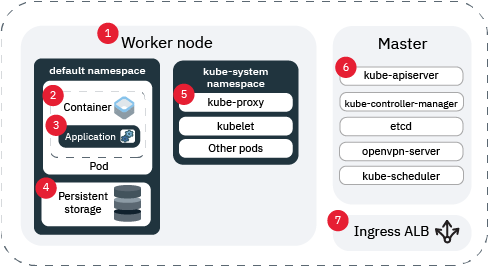 1
Worker node
default namespace
2
Container
3
Application
Pod
4
Persistent
storage
kube-system
namespace
5
kube-proxy
kubelet
Other pods
Master
6
kube-apiserver
kube-controller-manager
etcd
openvpn-server
kube-scheduler
7
Ingress ALB